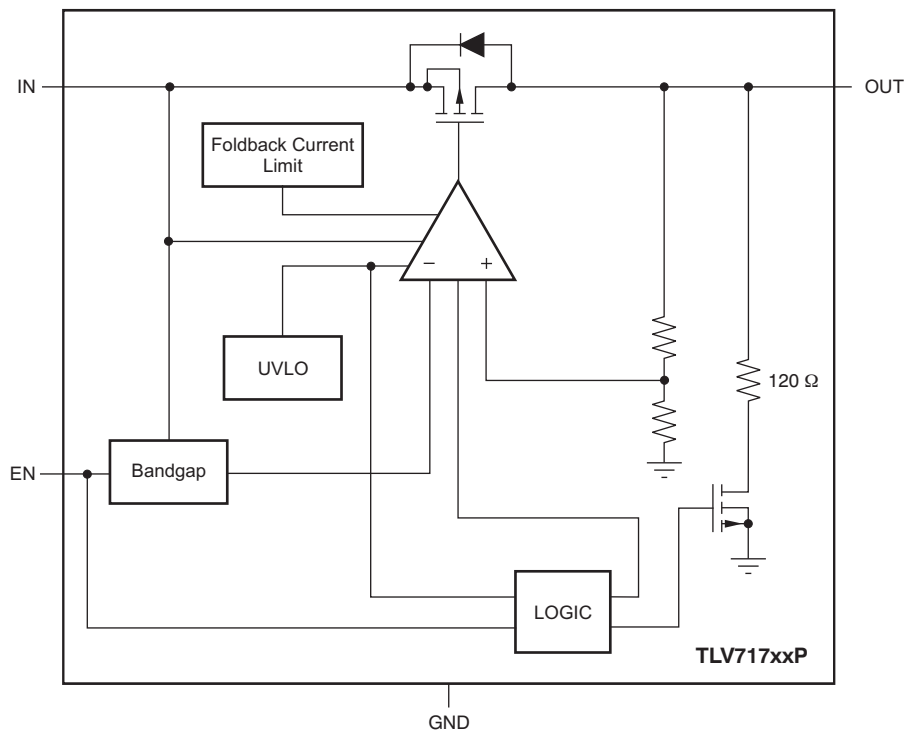 IN
OUT
Foldback Current
Limit
− +
UVLO
120 Ω
EN
Bandgap
LOGIC
TLV717xxP
GND